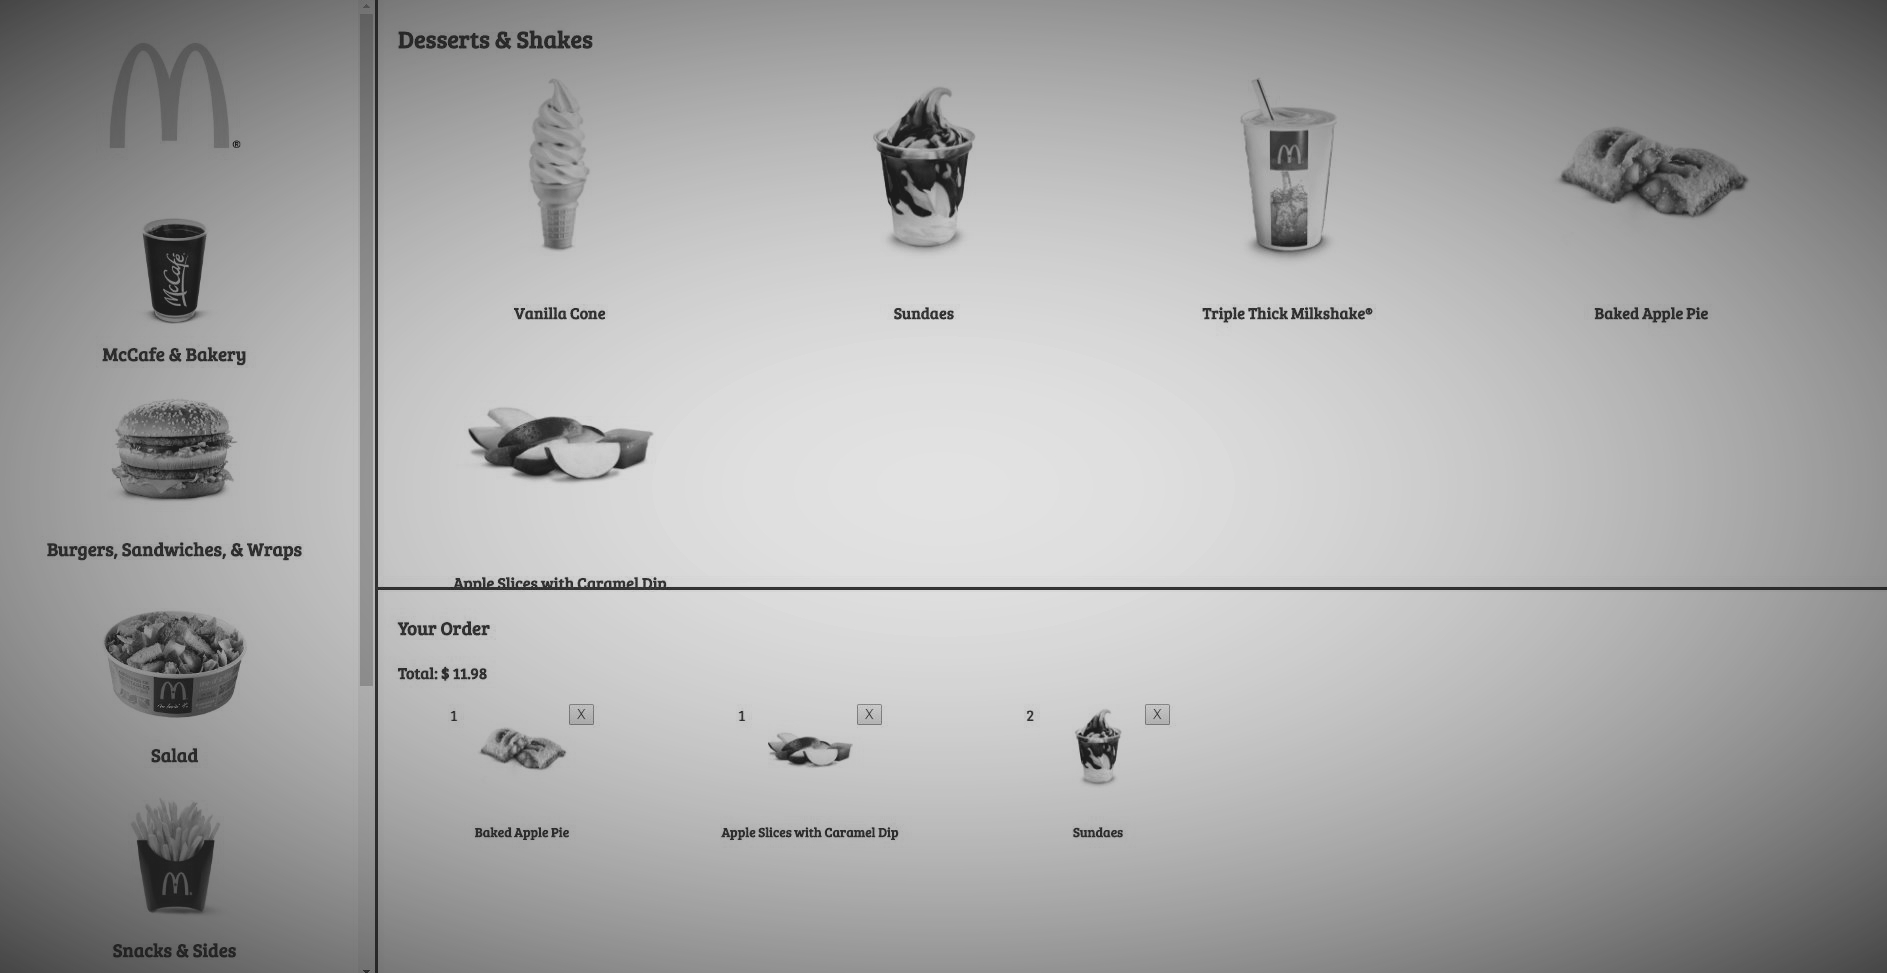 ®
McCafé
McCafe & Bakery
Burgers, Sandwiches, & Wraps
Salad
Snacks & Sides
Desserts & Shakes
Vanilla Cone
Sundaes
Triple Thick Milkshake®
Baked Apple Pie
Apple Slices with Caramel Dip
Your Order
Total: $ 11.98
1 X
1 X
2 X
Baked Apple Pie
Apple Slices with Caramel Dip
Sundaes